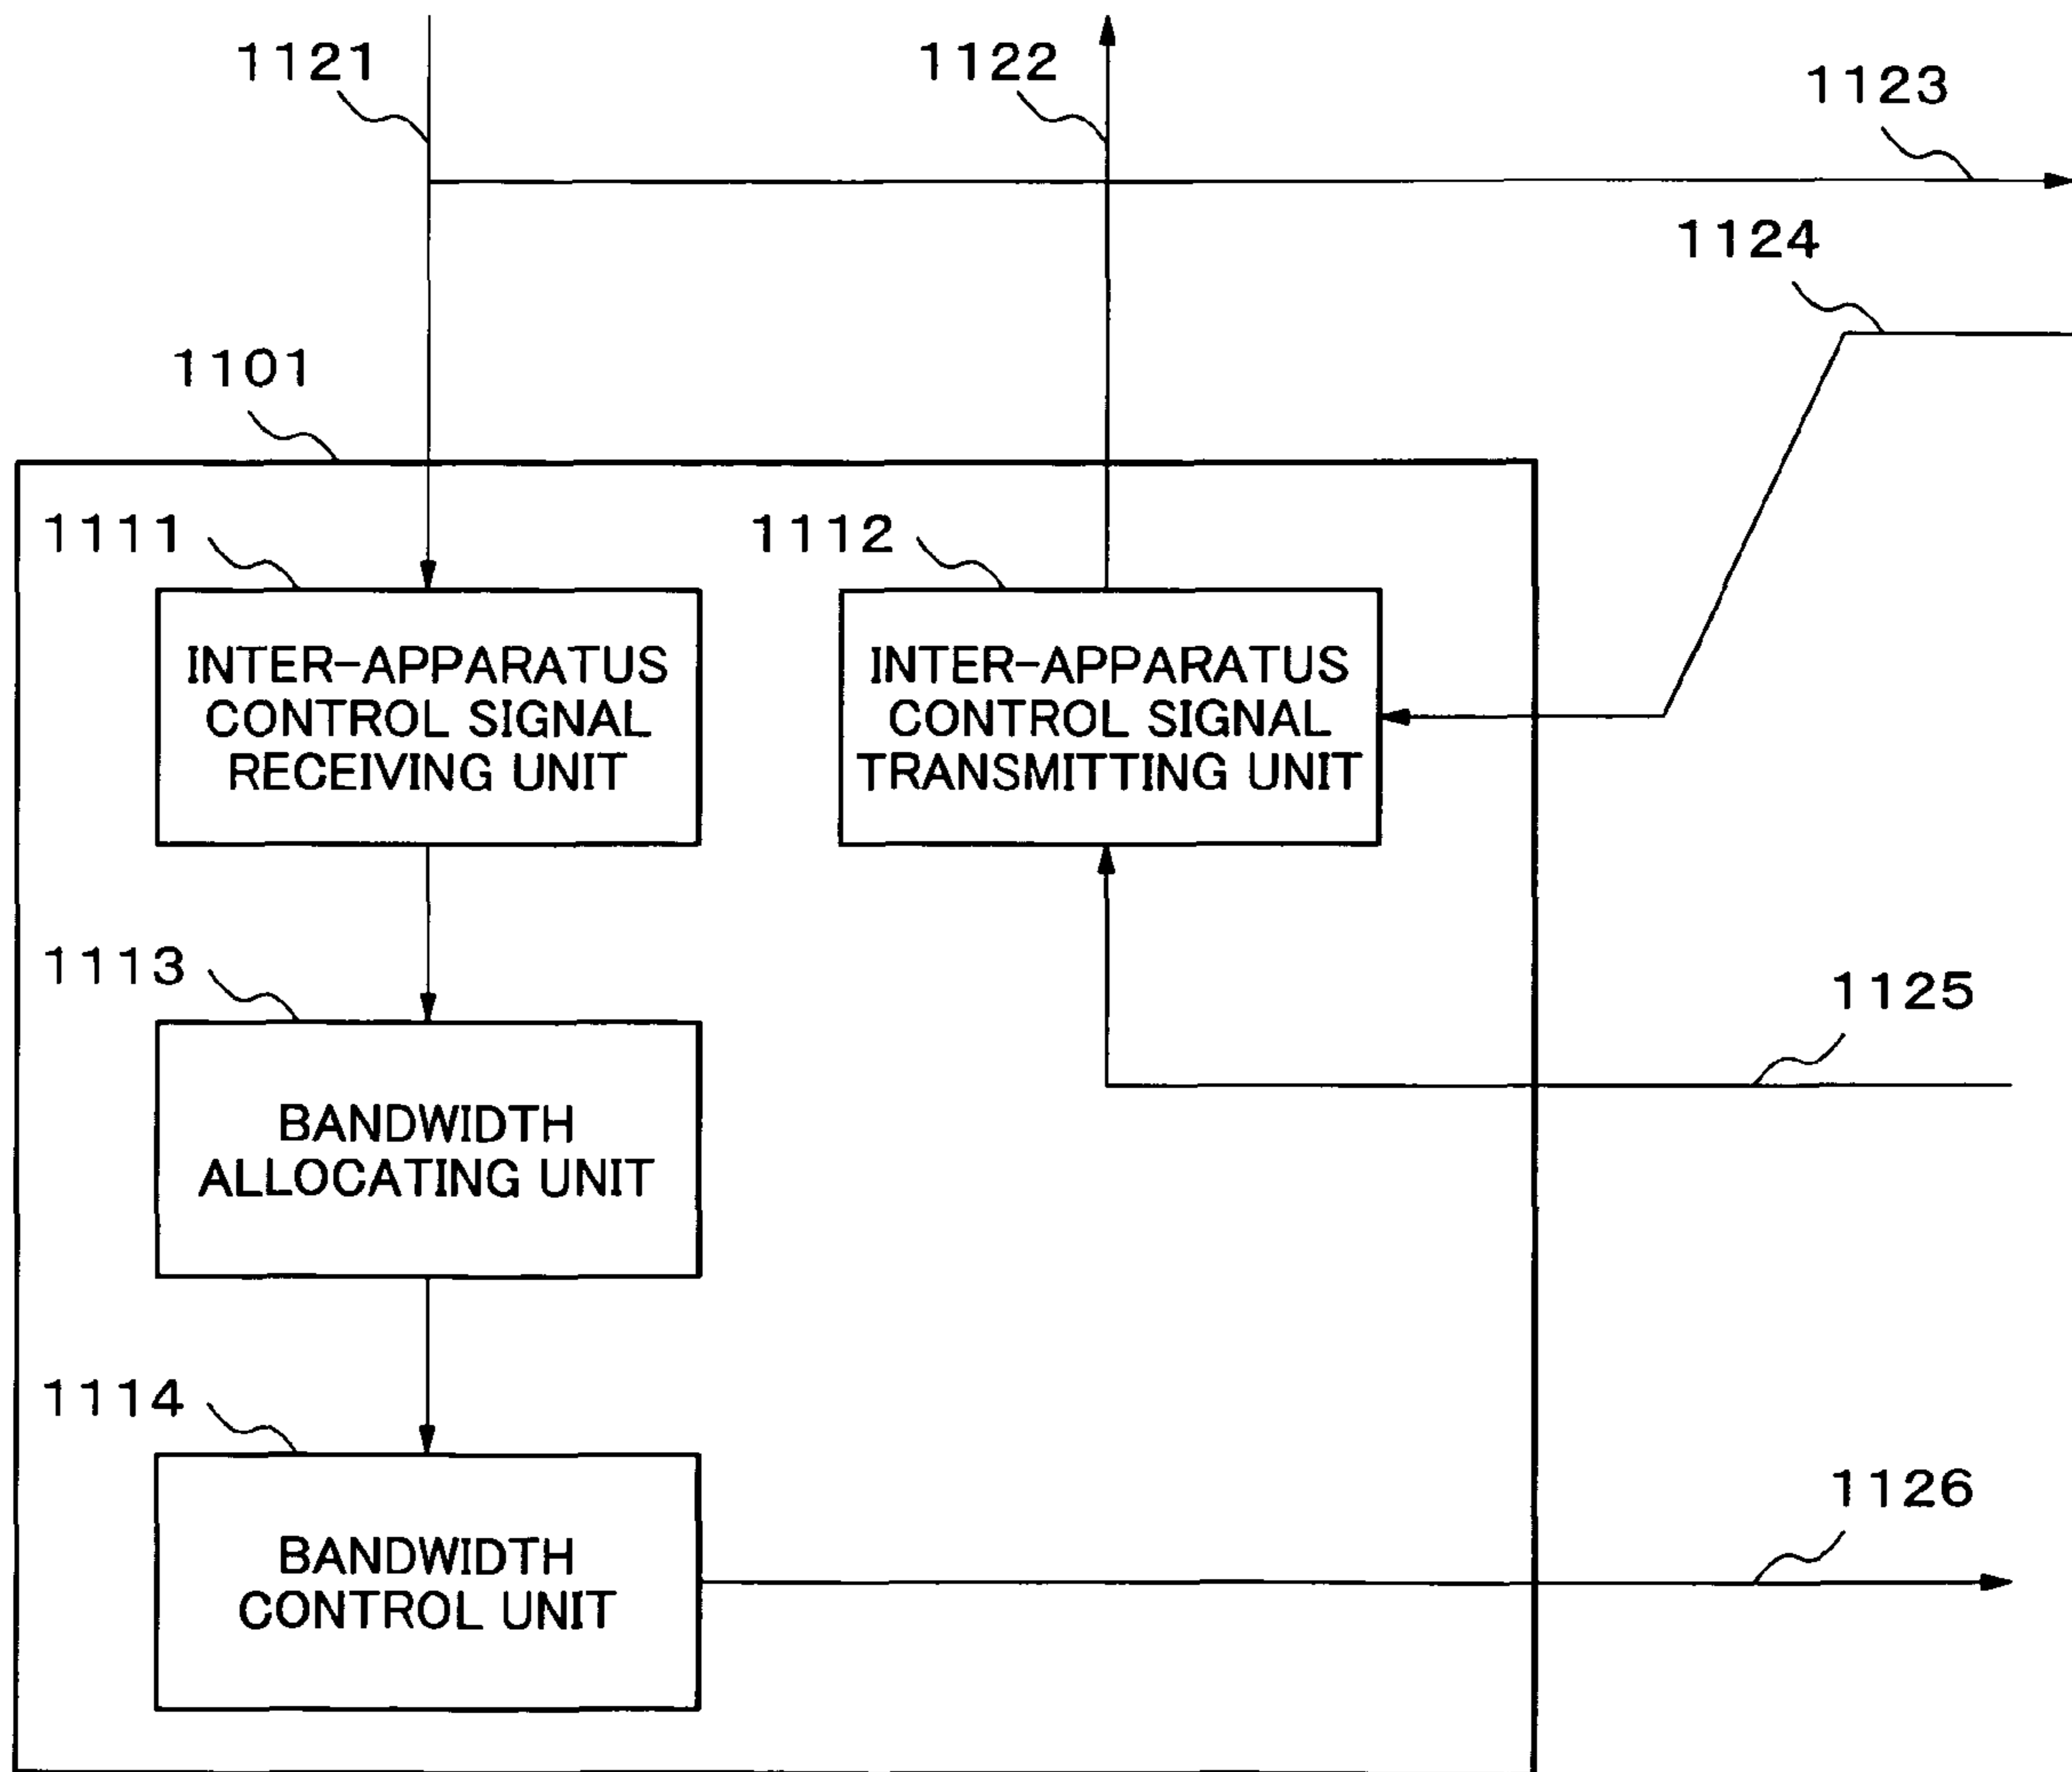 1121
1122
1123
1124
1101
1111
1112
INTER-APPARATUS
CONTROL SIGNAL
RECEIVING UNIT
INTER-APPARATUS
CONTROL SIGNAL
TRANSMITTING UNIT
1113
1125
BANDWIDTH
ALLOCATING UNIT
1114
1126
BANDWIDTH
CONTROL UNIT